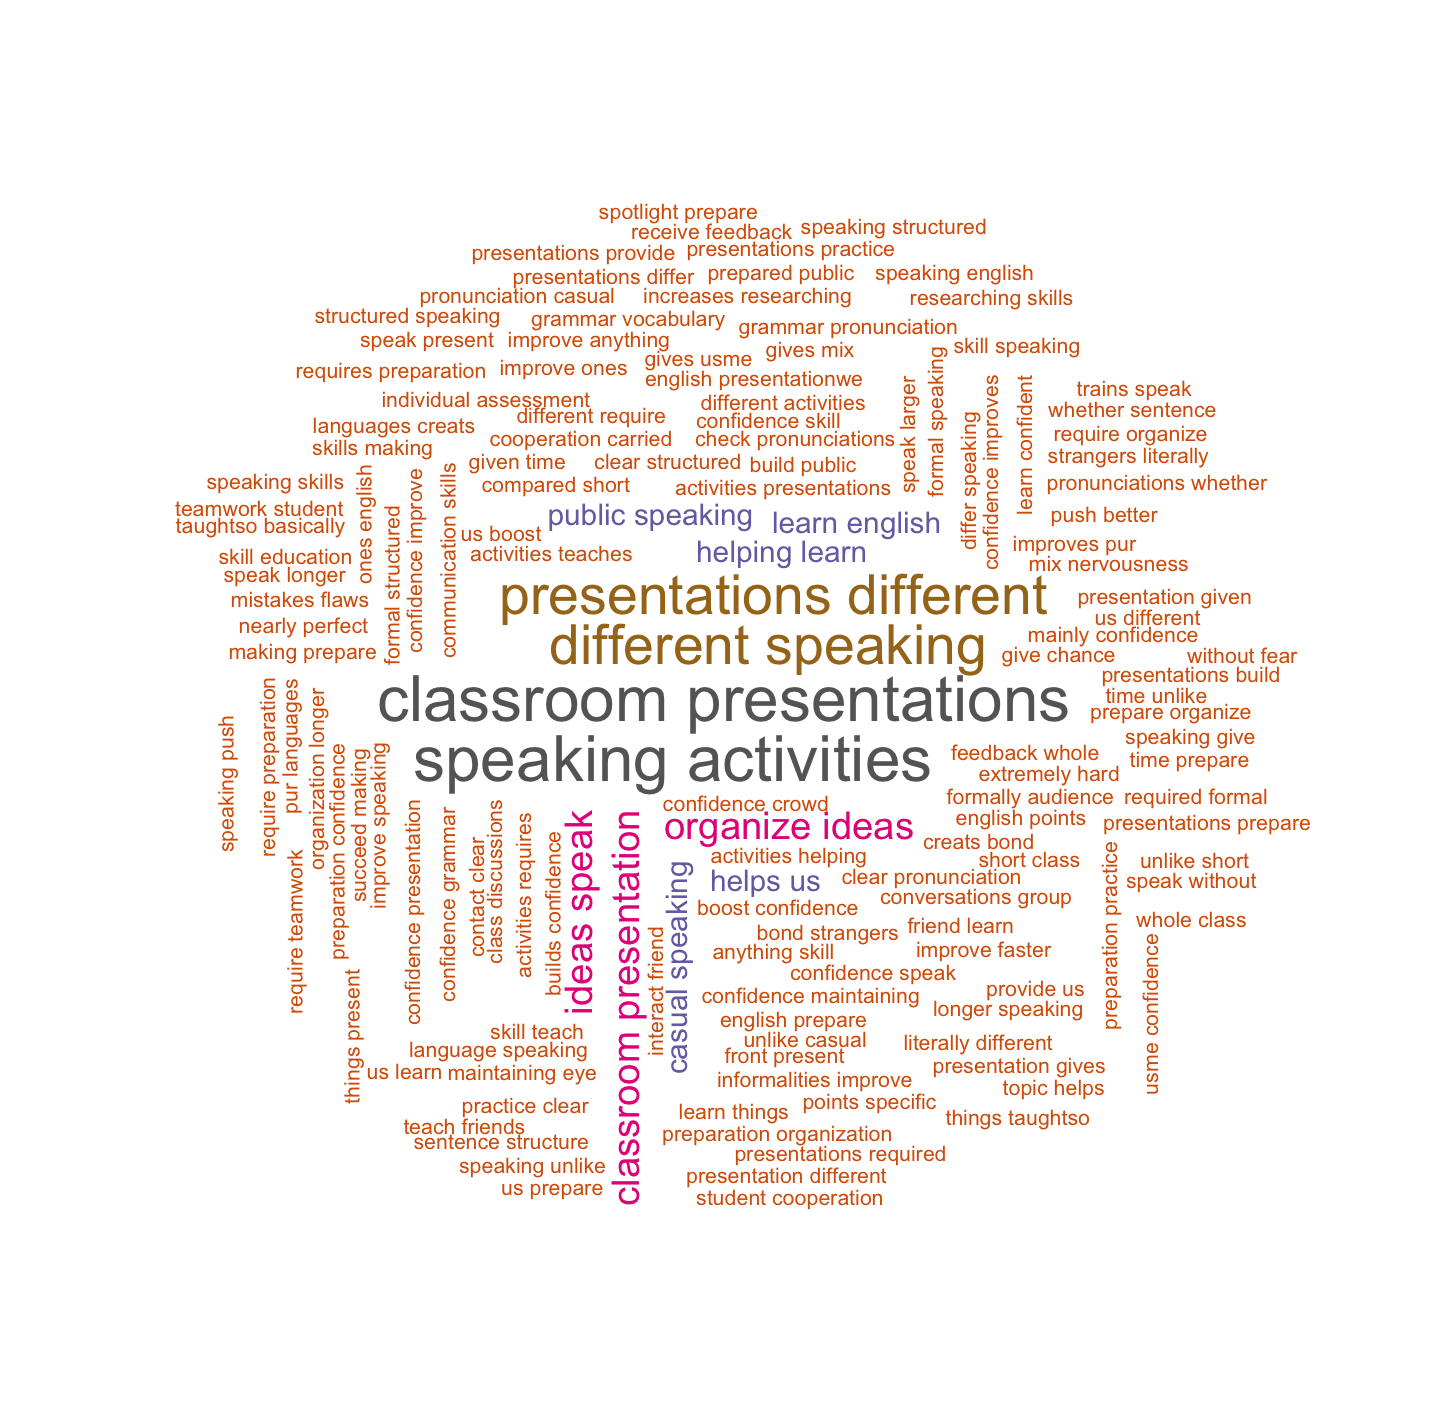 spotlight prepare
receive feedback
speaking structured
presentations provide
presentations practice
presentations differ
prepared public
speaking english
pronunciation casual
increases researching
researching skills
structured speaking
grammar vocabulary
grammar pronunciation
speak present
improve anything
gives usme
gives mix
skill speaking
requires preparation
improve ones
english presentationwe
individual assessment
different require
different activities
confidence skill
speak larger
formal speaking
trains speak
whether sentence
languages creats
skills making
cooperation carried
check pronunciations
differ speaking
confidence improves
learn confident
require organize
strangers literally
given time
clear structured
build public
pronunciations whether
speaking skills
compared short
activities presentations
teamwork student
taughtso basically
ones english
formal structured
confidence improve
communication skills
us boost
activities teaches
public speaking
learn english
helping learn
push better
improves pur
mix nervousness
skill education
speak longer
mistakes flaws
nearly perfect
making prepare
presentations different
different speaking
presentation given
us different
mainly confidence
give chance
without fear
classroom presentations
speaking activities
presentations build
time unlike
prepare organize
speaking give
feedback whole
time prepare
extremely hard
speaking push
require preparation
pur languages
organization longer
preparation confidence
succeed making
improve speaking
confidence presentation
confidence grammar
contact clear
class discussions
activities requires
builds confidence
ideas speak
classroom presentation
confidence crowd
organize ideas
formally audience
required formal
english points
presentations prepare
creats bond
activities helping
short class
unlike short
helps us
clear pronunciation
speak without
casual speaking
interact friend
boost confidence
conversations group
preparation practice
whole class
bond strangers
friend learn
anything skill
improve faster
confidence speak
require teamwork
things present
confidence maintaining
provide us
longer speaking
usme confidence
skill teach
english prepare
language speaking
unlike casual
literally different
front present
us learn
maintaining eye
presentation gives
informalities improve
topic helps
practice clear
learn things
points specific
things taughtso
teach friends
sentence structure
preparation organization
presentations required
speaking unlike
presentation different
us prepare
student cooperation